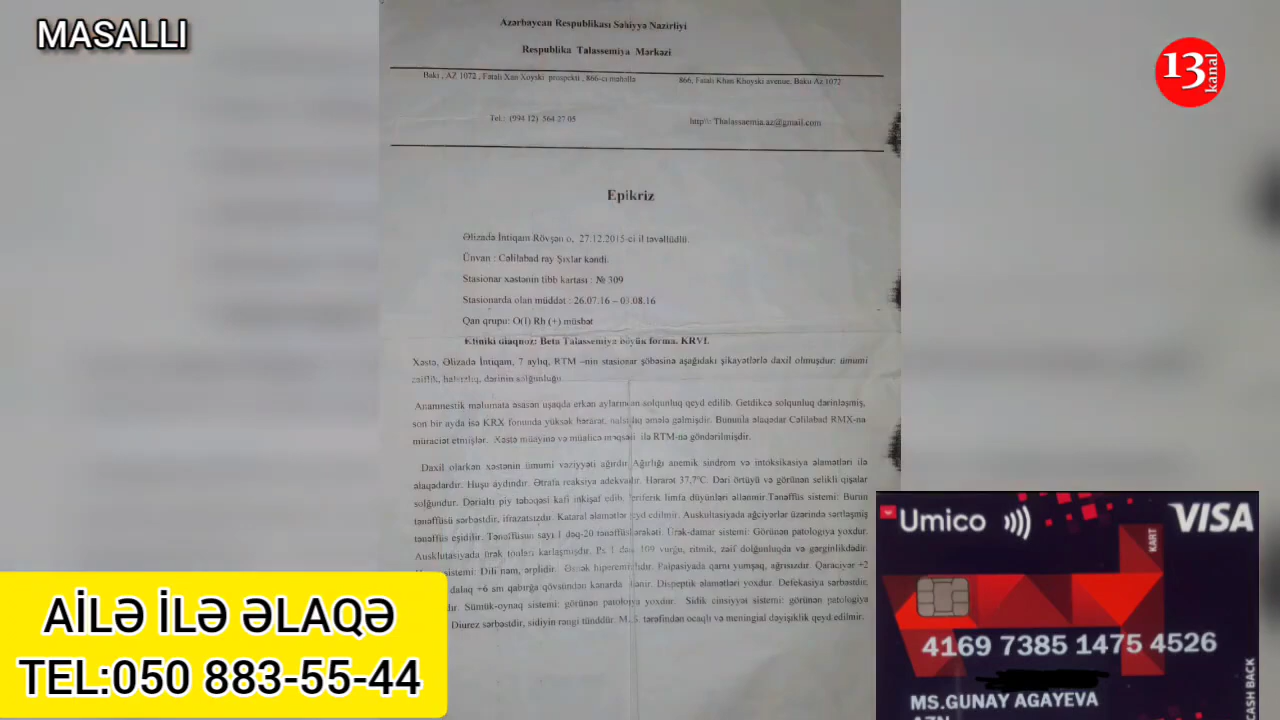 MASALLI
13
kanal
Azərbaycan Respublikası Səhiyyə Nazirliyi
Respublika Talassemiya Mərkəzi
Bakı , AZ 1072 , Fətəli Xan Xoyski prospekti , 866-cı məhəllə
866, Fatali Khan Khoyski avenue, Baku Az 1072
Tel.: (994 12) 564 27 05
Thalassaemia.az@gmail.com
Epikriz
Əlizadə İntiqam Rövşən o, 27.12.2015-ci il təvəllüdlü.
Ünvan : Cəlilabad ray Şıxlar kəndi.
Stasionar xəstənin tibb kartası : № 309
Stasionarda olan müddət : 26.07.16 – 03.08.16
Qan qrupu: O(I) Rh (+) müsbət
Kliniki diaqnoz: Beta Talassemiya böyük forma. KRVİ.
Xəstə, Əlizadə İntiqam, 7 aylıq, RTM –nin stasionar şöbəsinə aşağıdakı şikayətlərlə daxil olmuşdur: ümumi
zəiflik, halsızlıq, dərinin solğunluğu
Anamnestik məlumata əsasən uşaqda erkən aylarından solqunluq qeyd edilib. Getdikcə solqunluq dərinləşmiş,
son bir ayda isə KRX fonunda yüksək hərarət, halsızlıq əmələ gəlmişdir. Bununla əlaqədar Cəlilabad RMX-na
müraciət etmişlər. Xəstə müayinə və müalicə məqsədi ilə RTM-nə göndərilmişdir.
Daxil olarkən xəstənin ümumi vəziyyəti ağırdır. Ağırlığı anemik sindrom və intoksikasiya əlamətləri ilə
əlaqədardır. Huşu aydındır. Ətrafa reaksiya adekvatdır. Hərarət 37,7°C. Dəri örtüyü və görünən selikli qişalar
solğundur. Dərialtı piy təbəqəsi kafi inkişaf edib. Periferik limfa düyünləri əllənmir.Tənəffüs sistemi: Burun
tənəffüsü sərbəstdir, ifrazatsızdır. Kataral əlamətlər qeyd edilmir. Auskultasiyada ağciyərlər üzərində sərtləşmiş
tənəffüs eşidilir. Tənəffüsün sayı 1 dəq-20 tənəffüs hərəkəti. Ürək-damar sistemi: Görünən patologiya yoxdur.
Auskultasiyada ürək tonları karlaşmışdır. Ps 1 dəq 109 vurğu, ritmik, zəif dolğunluqda və gərginlikdədir.
sistemi: Dili nəm, ərplidir. Əsnək hiperemiyalıdır. Palpasiyada qarnı yumşaq, ağrısızdır. Qaraciyər +2
dalaq +6 sm qabırğa qövsündən kənarda əllənir. Dispeptik əlamətləri yoxdur. Defekasiya sərbəstdir,
Sümük-oynaq sistemi: görünən patologiya yoxdur. Sidik cinsiyyət sistemi: görünən patologiya
Diurez sərbəstdir, sidiyin rəngi tünddür. M.S. tərəfindən ocaqlı və meningial dəyişiklik qeyd edilmir.
AİLƏ İLƏ ƏLAQƏ
TEL:050 883-55-44
Umico
VISA
KART
4169 7385 1475 4526
MS.GUNAY AGAYEVA
AZN
CASH BACK